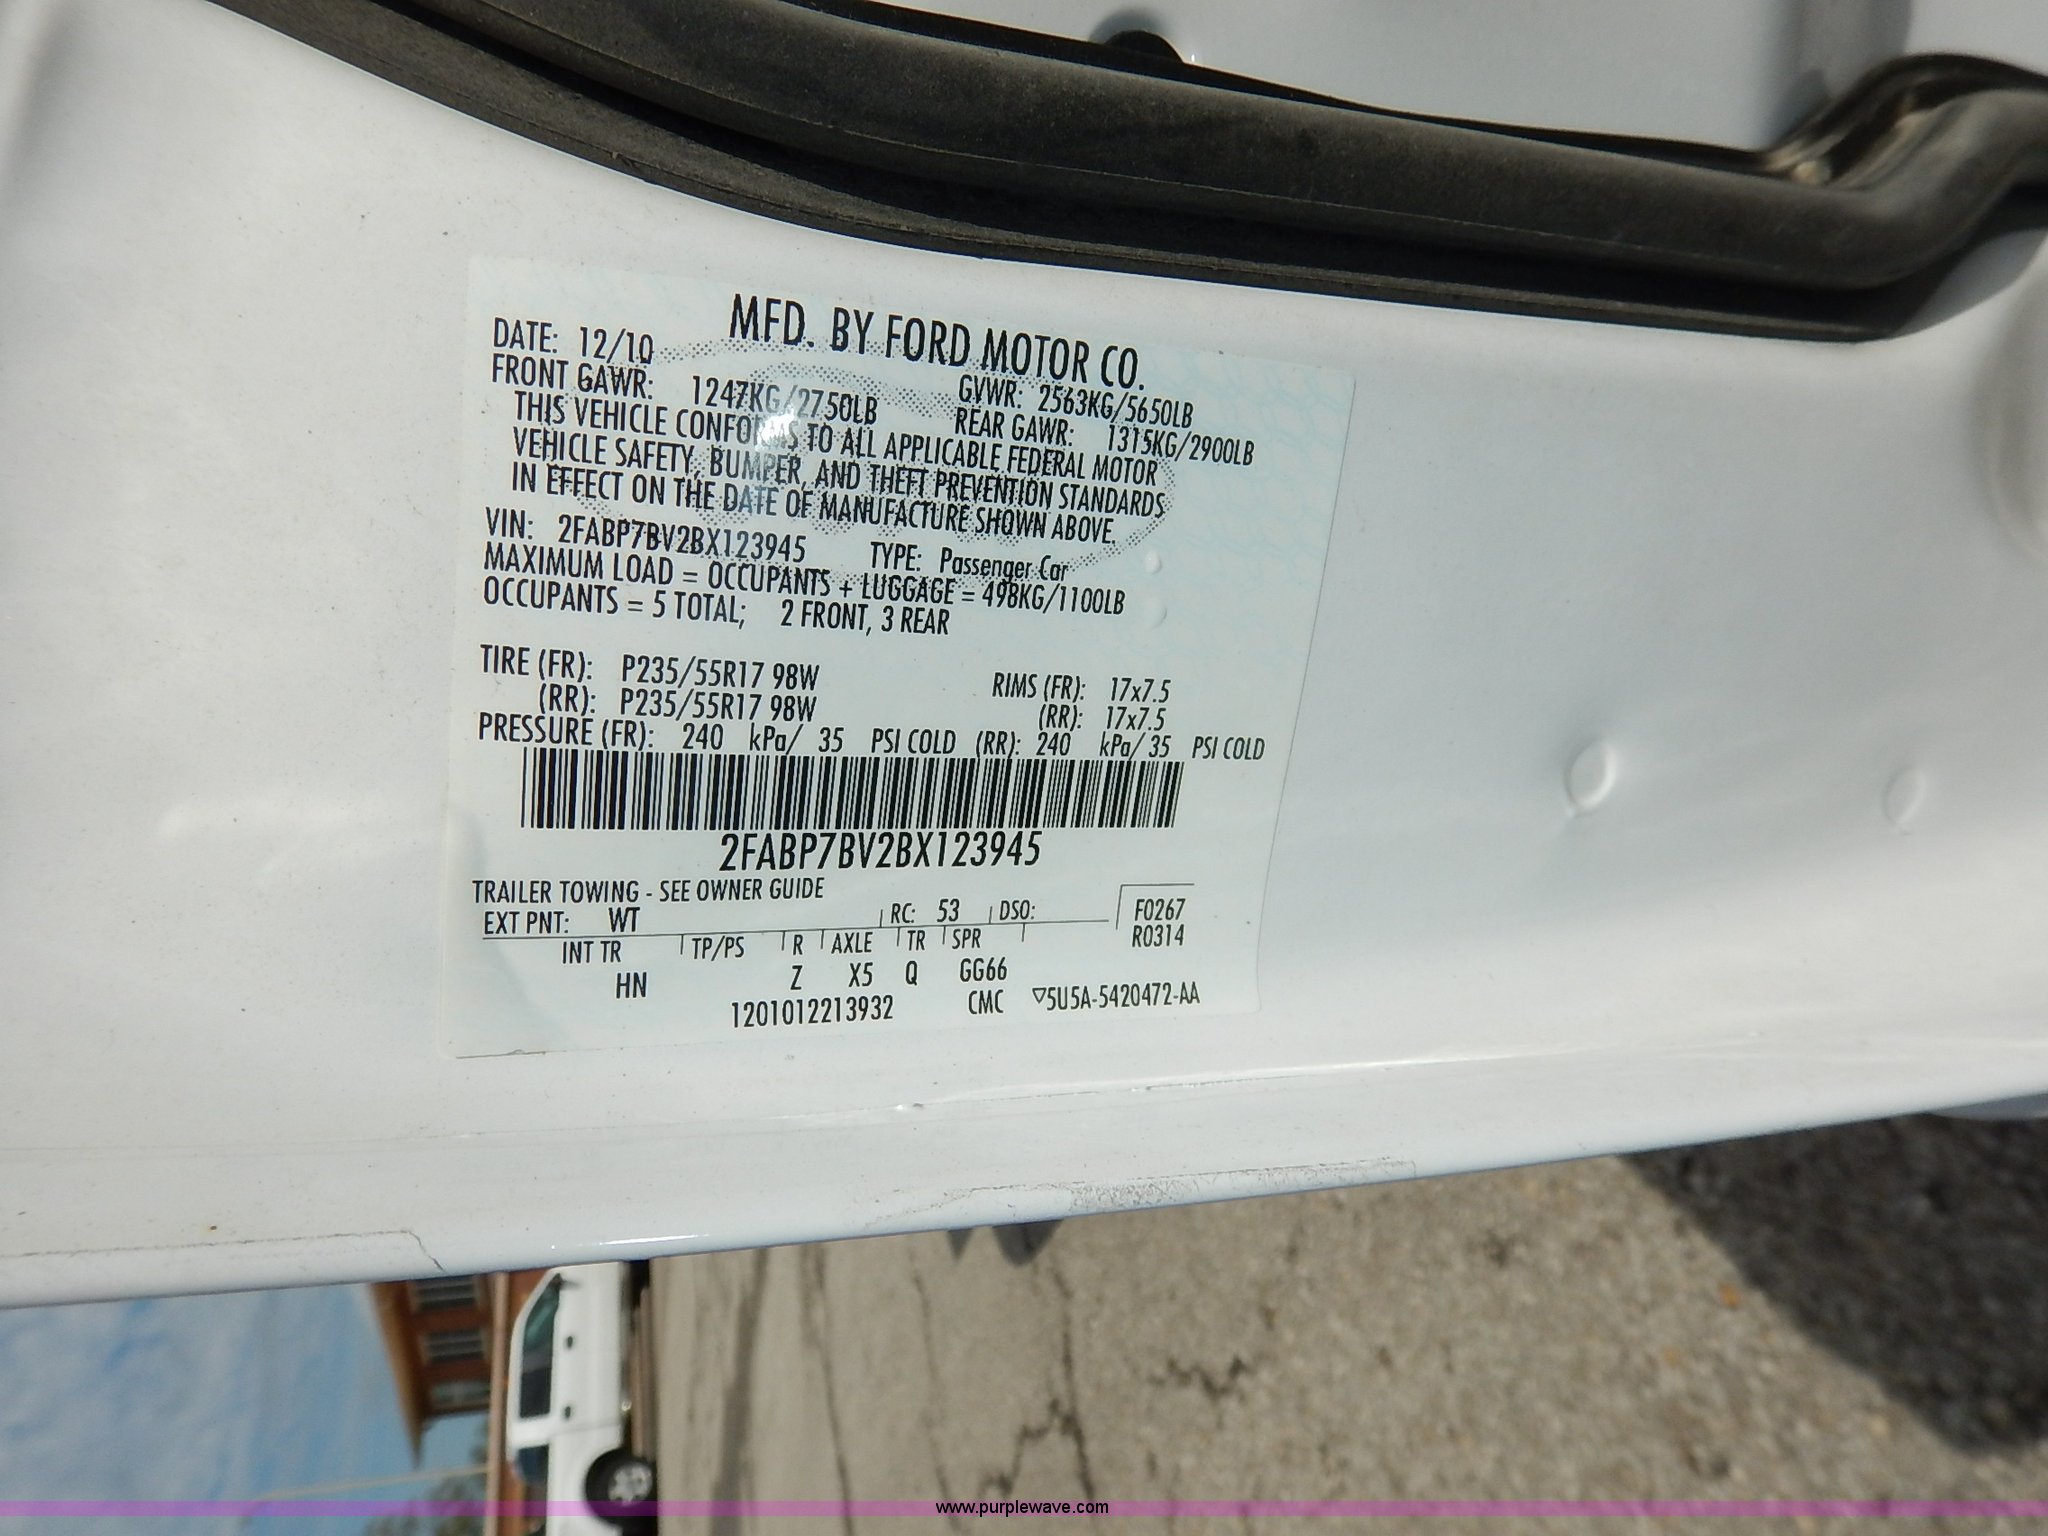 MFD. BY FORD MOTOR CO.
DATE: 12/10
GVWR: 2563KG/5650LB
FRONT GAWR: 1247KG/2750LB
REAR GAWR: 1315KG/2900LB
THIS VEHICLE CONFORMS TO ALL APPLICABLE FEDERAL MOTOR
VEHICLE SAFETY, BUMPER, AND THEFT PREVENTION STANDARDS
IN EFFECT ON THE DATE OF MANUFACTURE SHOWN ABOVE.
VIN: 2FABP7BV2BX123945 TYPE: Passenger Car
MAXIMUM LOAD = OCCUPANTS + LUGGAGE = 498KG/1100LB
OCCUPANTS = 5 TOTAL; 2 FRONT, 3 REAR
TIRE (FR): P235/55R17 98W RIMS (FR): 17x7.5
(RR): P235/55R17 98W (RR): 17x7.5
PRESSURE (FR): 240 kPa/ 35 PSI COLD (RR): 240 kPa/ 35 PSI COLD
2FABP7BV2BX123945
TRAILER TOWING - SEE OWNER GUIDE
EXT PNT: WT RC: 53 DSO: F0267
R0314
INT TR TP/PS R AXLE TR SPR
HN Z X5 Q GG66
1201012213932 CMC ▽5U5A-5420472-AA
www.purplewave.com